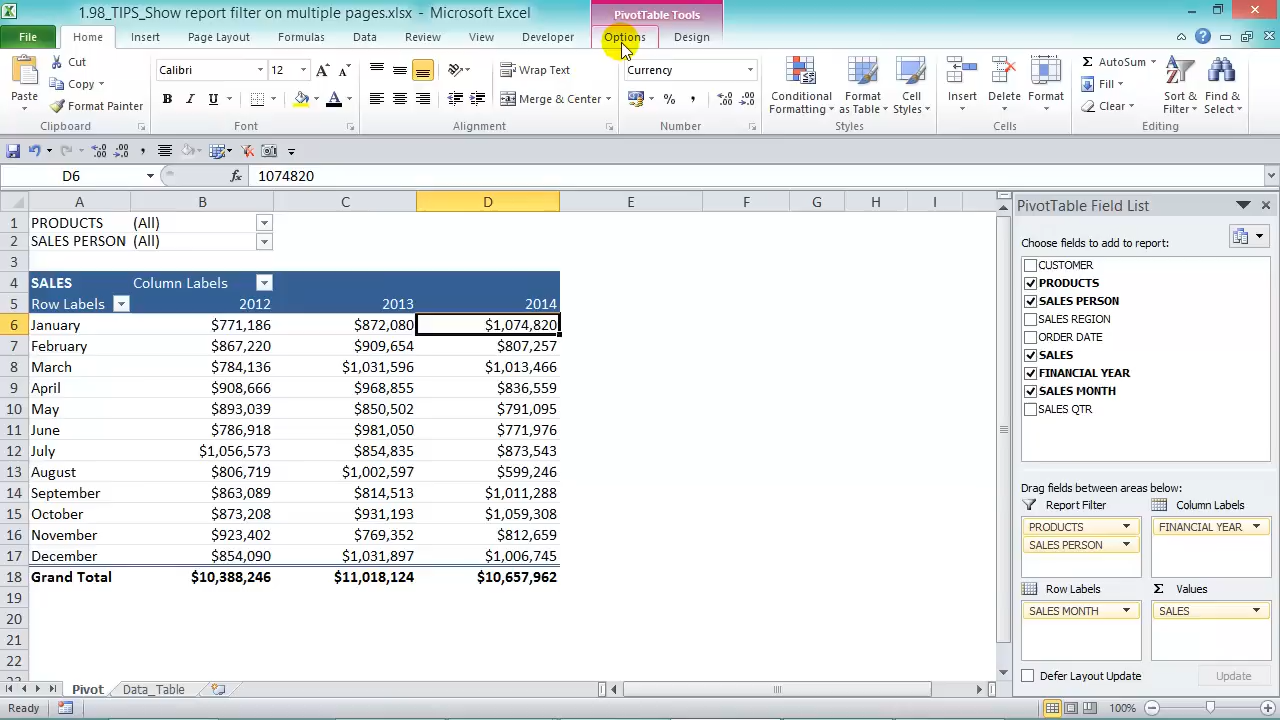 1.98_TIPS_Show report filter on multiple pages.xlsx - Microsoft Excel
PivotTable Tools
File Home Insert Page Layout Formulas Data Review View Developer Options Design
Paste
Cut
Copy
Format Painter
Clipboard
Calibri 12
B I U A
Font
Wrap Text
Merge & Center
Alignment
Currency
% ,
Number
Conditional Formatting
Format as Table
Cell Styles
Styles
Insert
Delete
Format
Cells
AutoSum
Fill
Clear
Sort & Filter
Find & Select
Editing
D6 fx 1074820
A B C D E F G H I
1 PRODUCTS (All)
2 SALES PERSON (All)
3
4 SALES Column Labels
5 Row Labels 2012 2013 2014
6 January $771,186 $872,080 $1,074,820
7 February $867,220 $909,654 $807,257
8 March $784,136 $1,031,596 $1,013,466
9 April $908,666 $968,855 $836,559
10 May $893,039 $850,502 $791,095
11 June $786,918 $981,050 $771,976
12 July $1,056,573 $854,835 $873,543
13 August $806,719 $1,002,597 $599,246
14 September $863,089 $814,513 $1,011,288
15 October $873,208 $931,193 $1,059,308
16 November $923,402 $769,352 $812,659
17 December $854,090 $1,031,897 $1,006,745
18 Grand Total $10,388,246 $11,018,124 $10,657,962
19
20
21
22
PivotTable Field List
Choose fields to add to report:
CUSTOMER
PRODUCTS
SALES PERSON
SALES REGION
ORDER DATE
SALES
FINANCIAL YEAR
SALES MONTH
SALES QTR
Drag fields between areas below:
Report Filter Column Labels
PRODUCTS FINANCIAL YEAR
SALES PERSON
Row Labels Σ Values
SALES MONTH SALES
Defer Layout Update Update
Pivot Data_Table
Ready 100%